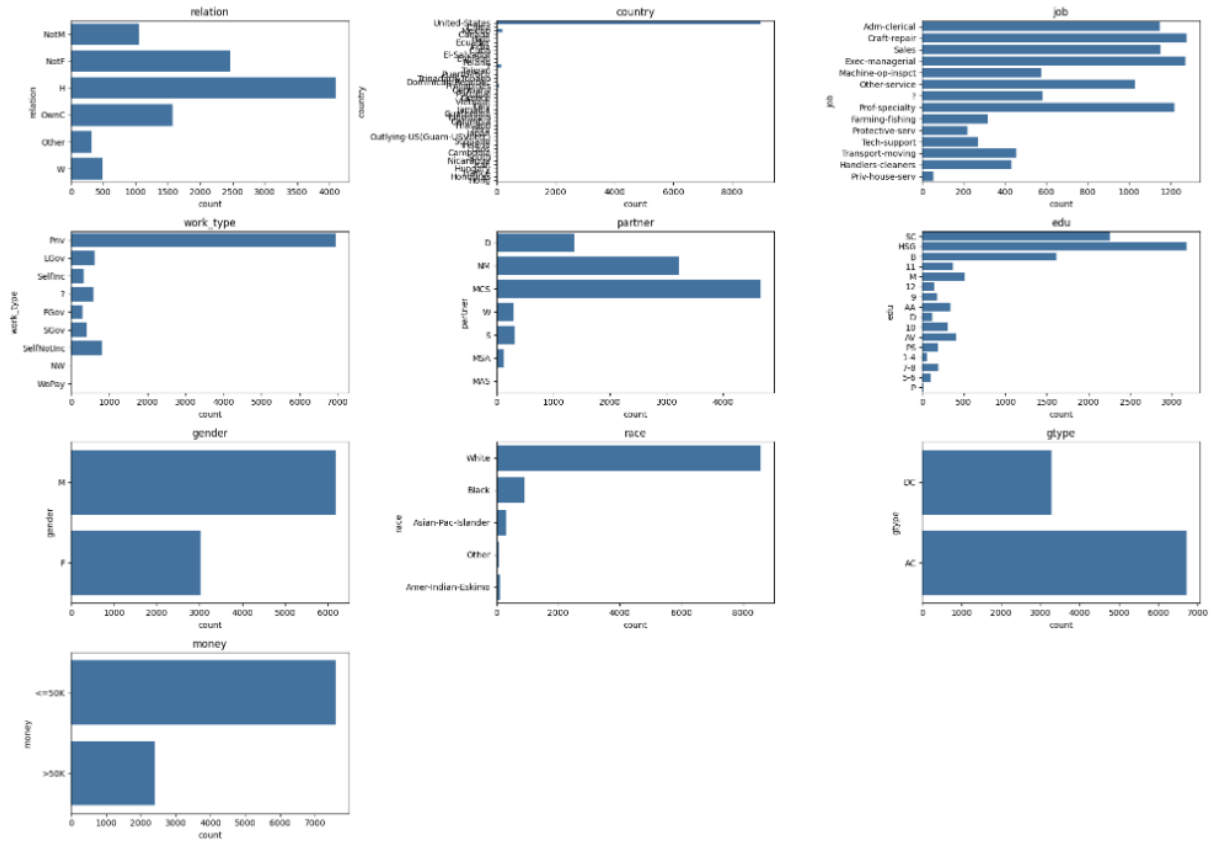 relation
NotM
NotF
H
OwnC
Other
W
0 500 1000 1500 2000 2500 3000 3500 4000
count
relation
country
United-States
Mexico
Ecuador
El-Salvador
Poland
Taiwan
Outlying-US(Guam-USVI-etc)
Cambodia
Nicaragua
Hungary
Honduras
Hong
0 2000 4000 6000 8000
count
country
job
Adm-clerical
Craft-repair
Sales
Exec-managerial
Machine-op-inspct
Other-service
?
Prof-specialty
Farming-fishing
Protective-serv
Tech-support
Transport-moving
Handlers-cleaners
Priv-house-serv
0 200 400 600 800 1000 1200
count
job
work_type
Priv
LGov
SelfInc
?
FGov
SGov
SelfNotInc
NW
WoPay
0 1000 2000 3000 4000 5000 6000 7000
count
work_type
partner
D
NM
MCS
W
S
MSA
MAS
0 1000 2000 3000 4000
count
partner
edu
SC
HSG
B
11
M
12
9
AA
D
10
AV
PS
1-4
7-8
5-6
P
0 500 1000 1500 2000 2500 3000
count
edu
gender
M
F
0 1000 2000 3000 4000 5000 6000
count
gender
race
White
Black
Asian-Pac-Islander
Other
Amer-Indian-Eskimo
0 2000 4000 6000 8000
count
race
gtype
DC
AC
0 1000 2000 3000 4000 5000 6000 7000
count
gtype
money
<=50K
>50K
0 1000 2000 3000 4000 5000 6000 7000
count
money